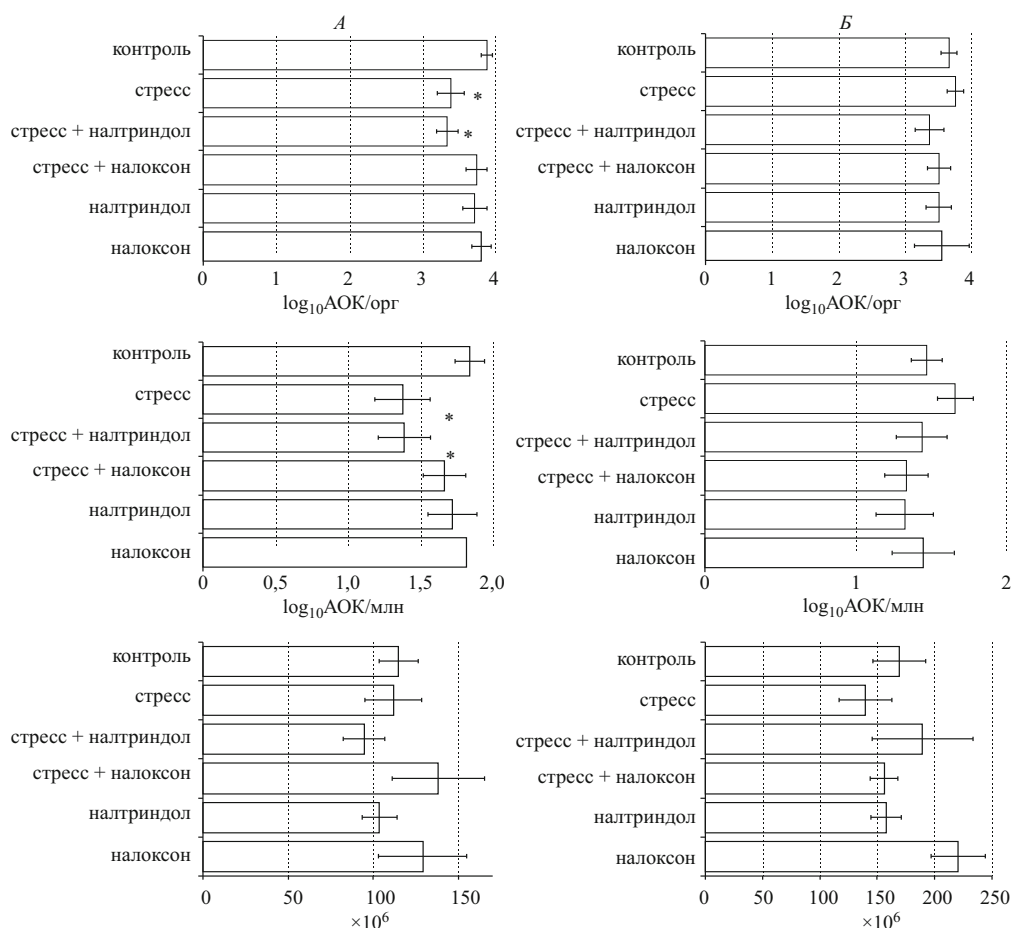 А
контроль
стресс
*
стресс + налтриндол
*
стресс + налоксон
налтриндол
налоксон
0 1 2 3 4
log₁₀АОК/орг
Б
контроль
стресс
стресс + налтриндол
стресс + налоксон
налтриндол
налоксон
0 1 2 3 4
log₁₀АОК/орг
контроль
стресс
*
стресс + налтриндол
*
стресс + налоксон
налтриндол
налоксон
0 0,5 1,0 1,5 2,0
log₁₀АОК/млн
контроль
стресс
стресс + налтриндол
стресс + налоксон
налтриндол
налоксон
0 1 2
log₁₀АОК/млн
контроль
стресс
стресс + налтриндол
стресс + налоксон
налтриндол
налоксон
0 50 100 150
×10⁶
контроль
стресс
стресс + налтриндол
стресс + налоксон
налтриндол
налоксон
0 50 100 150 200 250
×10⁶